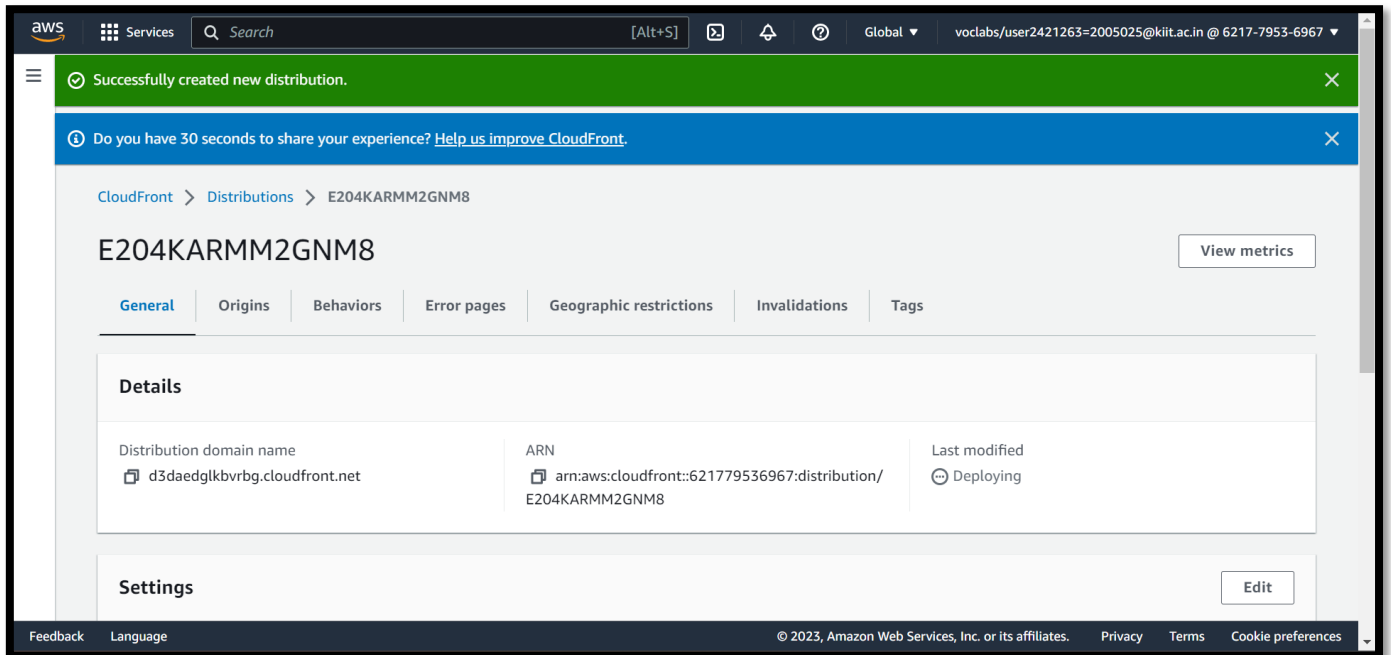 aws Services Search [Alt+S] Global ▼ voclabs/user2421263=2005025@kiit.ac.in @ 6217-7953-6967 ▼
Successfully created new distribution.
Do you have 30 seconds to share your experience? Help us improve CloudFront.
CloudFront > Distributions > E204KARMM2GNM8
E204KARMM2GNM8 View metrics
General Origins Behaviors Error pages Geographic restrictions Invalidations Tags
Details
Distribution domain name ARN Last modified
d3daedglkbvrbg.cloudfront.net arn:aws:cloudfront::621779536967:distribution/ Deploying
E204KARMM2GNM8
Settings Edit
Feedback Language © 2023, Amazon Web Services, Inc. or its affiliates. Privacy Terms Cookie preferences